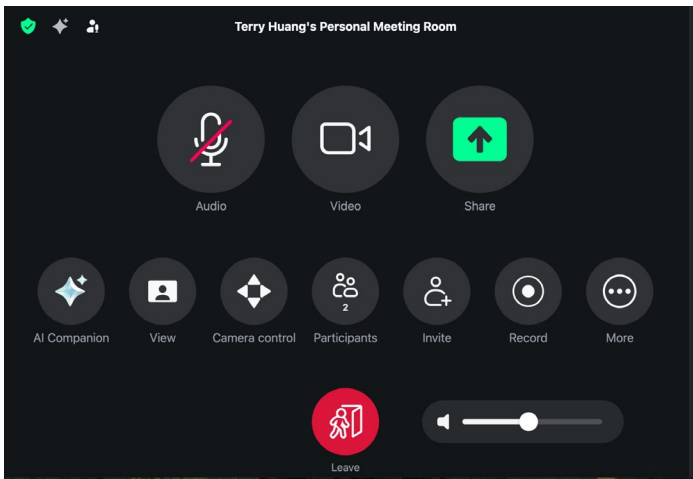 Terry Huang's Personal Meeting Room
Audio Video Share
2
AI Companion View Camera control Participants Invite Record More
Leave